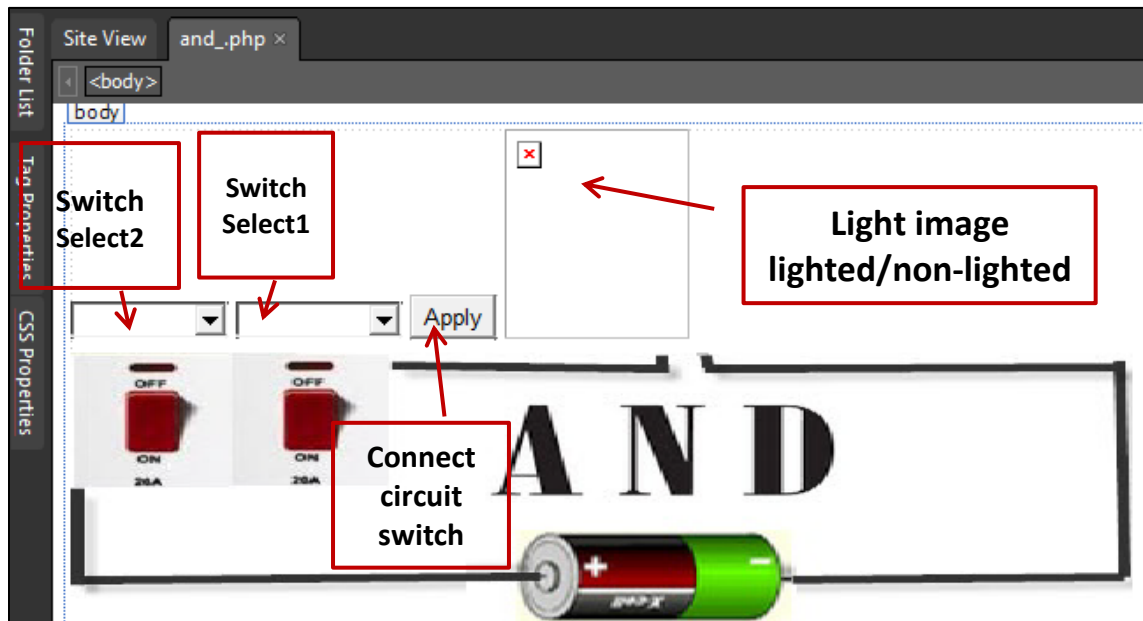 Folder List
Tag Properties
CSS Properties
Site View
and_.php ×
<body>
body
Switch
Select2
Switch
Select1
Light image
lighted/non-lighted
Apply
OFF
ON
20A
OFF
ON
20A
AND
Connect
circuit
switch
+
-